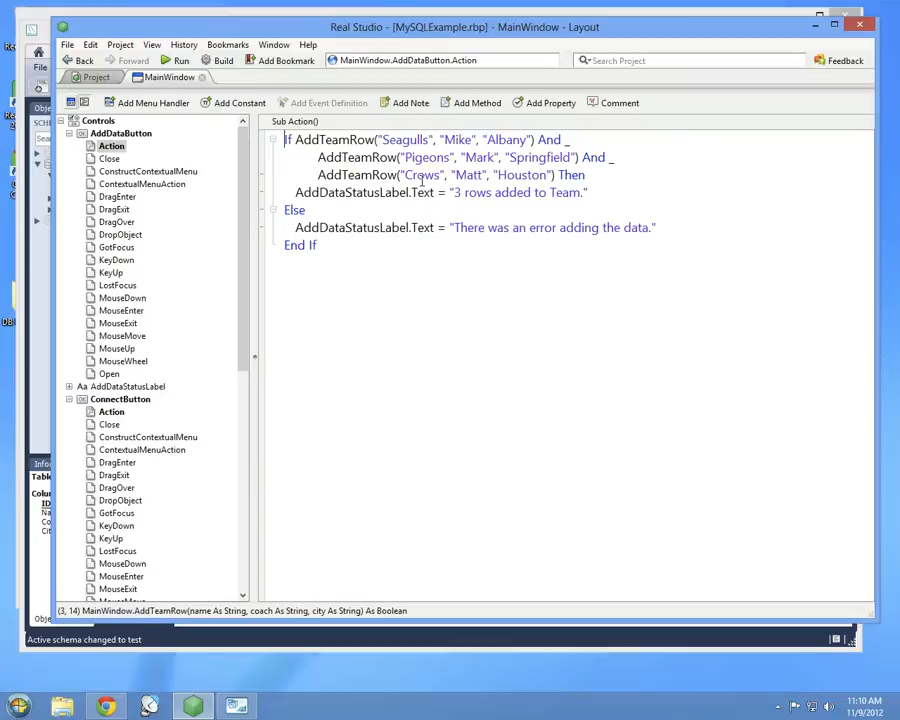 Real Studio - [MySQLExample.rbp] - MainWindow - Layout
File Edit Project View History Bookmarks Window Help
Back Forward Run Build Add Bookmark MainWindow.AddDataButton.Action Search Project Feedback
Project MainWindow
Add Menu Handler Add Constant Add Event Definition Add Note Add Method Add Property Comment
Controls
AddDataButton
Action
Close
ConstructContextualMenu
ContextualMenuAction
DragEnter
DragExit
DragOver
DropObject
GotFocus
KeyDown
KeyUp
LostFocus
MouseDown
MouseEnter
MouseExit
MouseMove
MouseUp
MouseWheel
Open
Aa AddDataStatusLabel
ConnectButton
Action
Close
ConstructContextualMenu
ContextualMenuAction
DragEnter
DragExit
DragOver
DropObject
GotFocus
KeyDown
KeyUp
LostFocus
MouseDown
MouseEnter
MouseExit
Sub Action()
If AddTeamRow("Seagulls", "Mike", "Albany") And _
AddTeamRow("Pigeons", "Mark", "Springfield") And _
AddTeamRow("Crows", "Matt", "Houston") Then
AddDataStatusLabel.Text = "3 rows added to Team."
Else
AddDataStatusLabel.Text = "There was an error adding the data."
End If
(3, 14) MainWindow.AddTeamRow(name As String, coach As String, city As String) As Boolean
File
Active schema changed to test
11:10 AM
11/9/2012